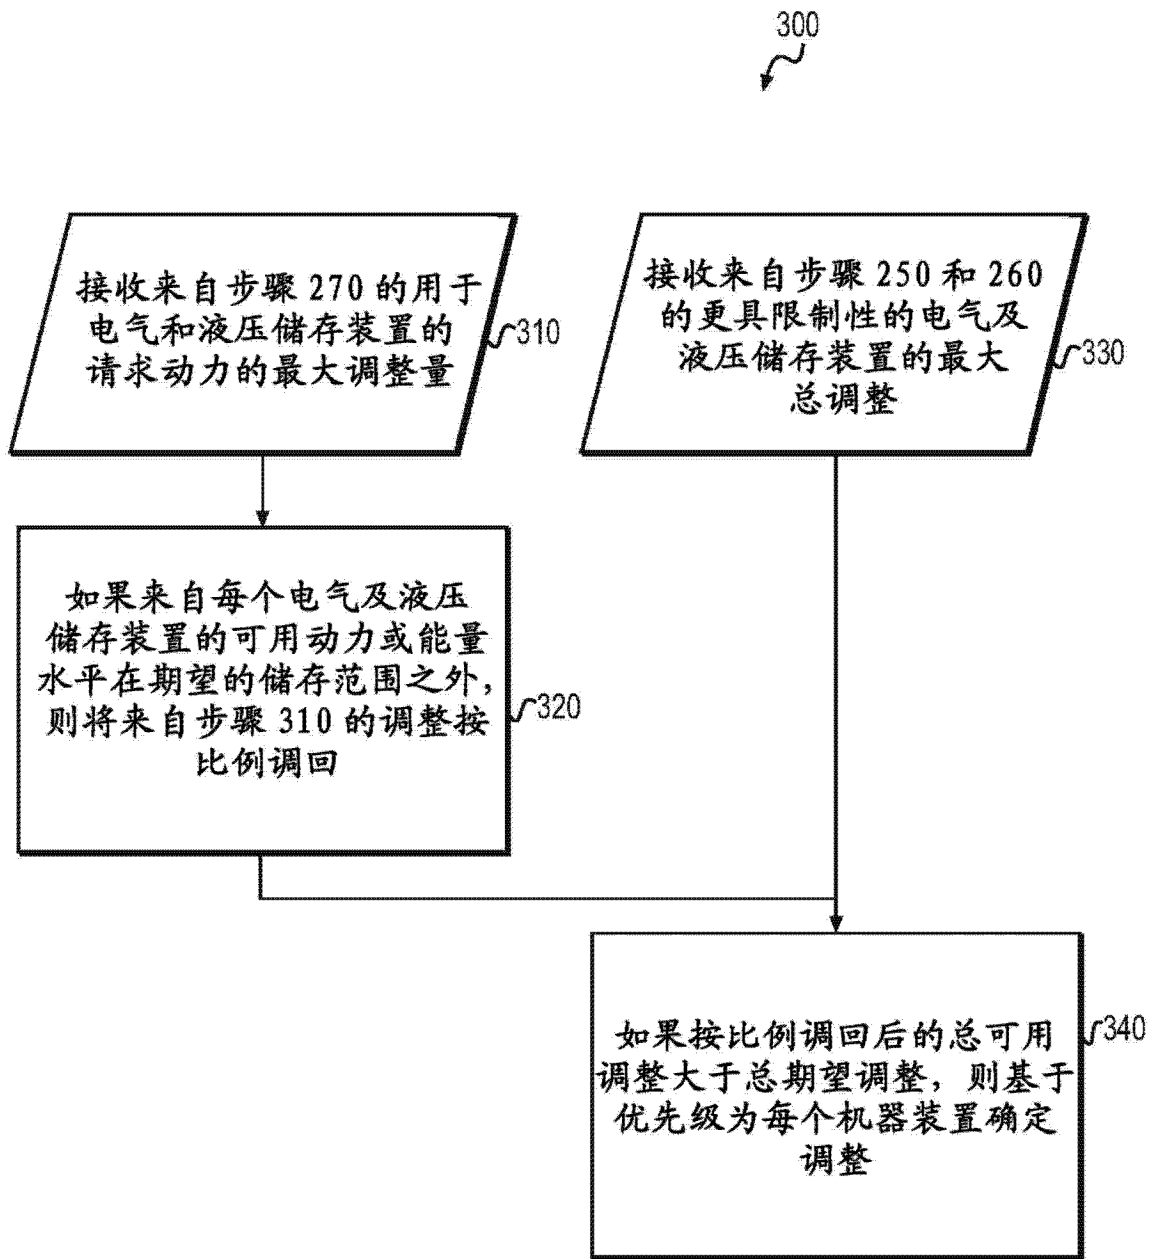 300
接收来自步骤 270 的用于
电气和液压储存装置的
请求动力的最大调整量
310
接收来自步骤 250 和 260
的更具限制性的电气及
液压储存装置的最大
总调整
330
如果来自每个电气及液压
储存装置的可用动力或能量
水平在期望的储存范围之外，
则将来自步骤 310 的调整按
比例调回
320
如果按比例调回后的总可用
调整大于总期望调整，则基于
优先级为每个机器装置确定
调整
340